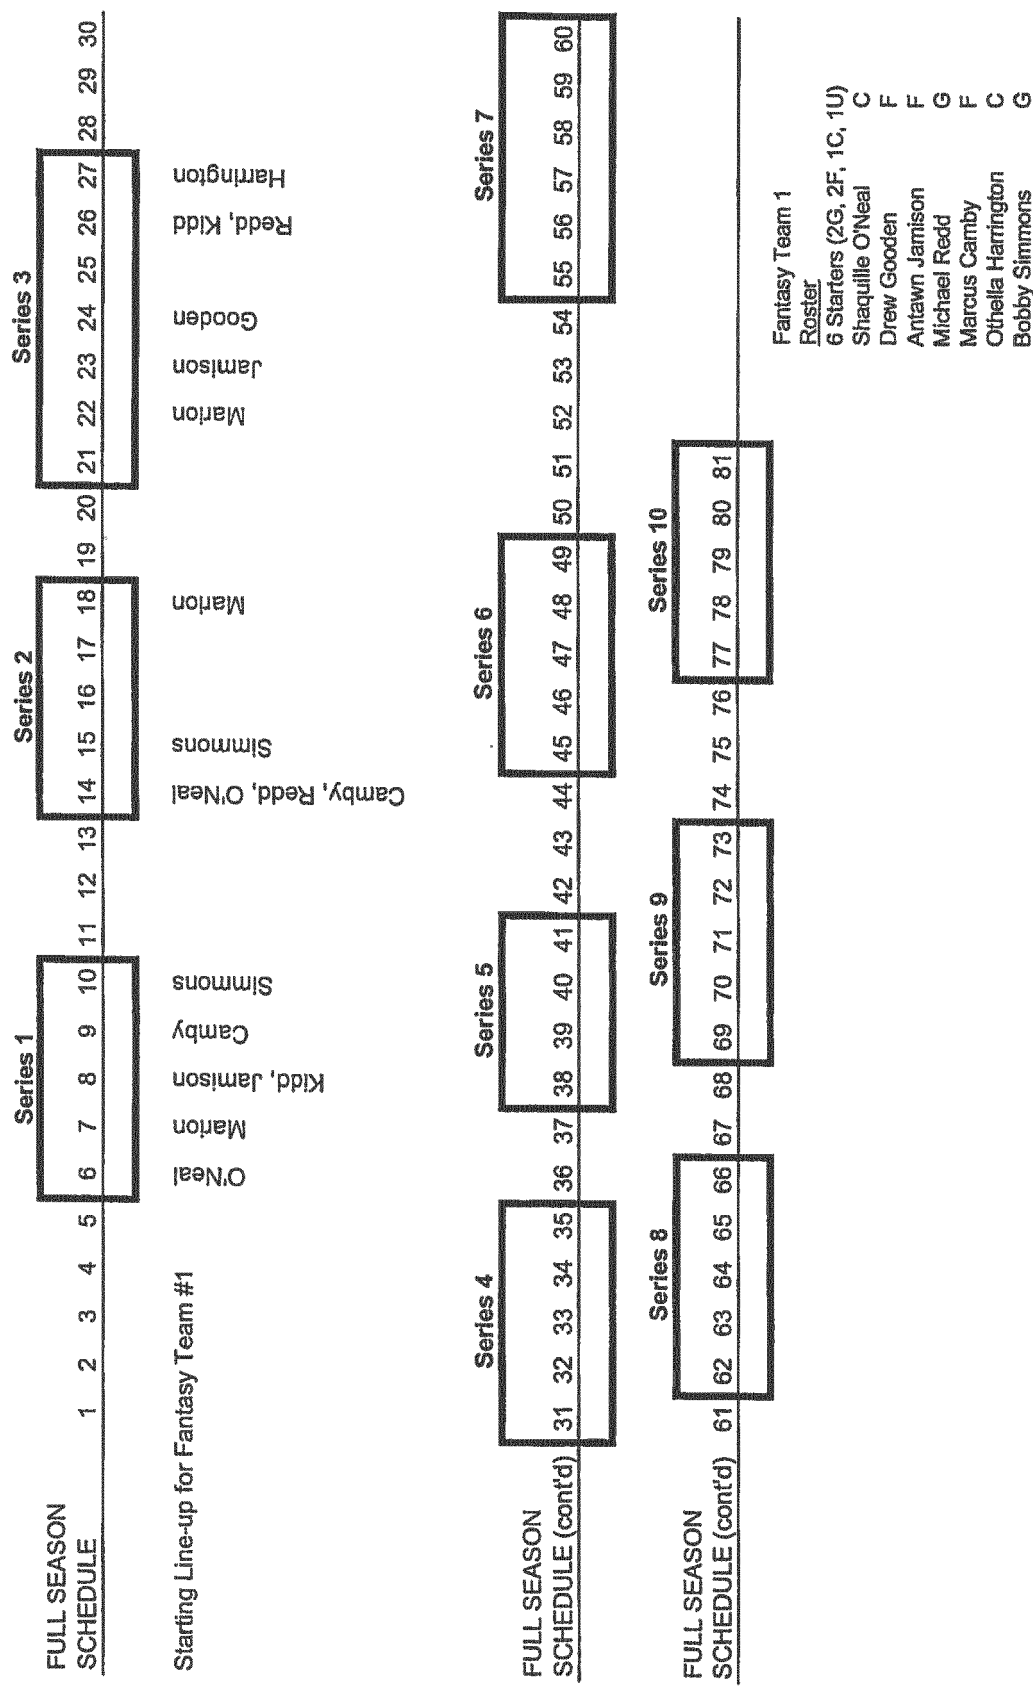 Series 1 Series 2 Series 3
FULL SEASON
SCHEDULE 1 2 3 4 5 6 7 8 9 10 11 12 13 14 15 16 17 18 19 20 21 22 23 24 25 26 27 28 29 30
Starting Line-up for Fantasy Team #1
O'Neal
Marion
Kidd, Jamison
Camby
Simmons
Camby, Redd, O'Neal
Simmons
Marion
Marion
Jamison
Gooden
Redd, Kidd
Harrington
Series 4 Series 5 Series 6 Series 7
FULL SEASON
SCHEDULE (cont'd) 31 32 33 34 35 36 37 38 39 40 41 42 43 44 45 46 47 48 49 50 51 52 53 54 55 56 57 58 59 60
Series 8 Series 9 Series 10
FULL SEASON
SCHEDULE (cont'd) 61 62 63 64 65 66 67 68 69 70 71 72 73 74 75 76 77 78 79 80 81
Fantasy Team 1
Roster
6 Starters (2G, 2F, 1C, 1U)
Shaquille O'Neal C
Drew Gooden F
Antawn Jamison F
Michael Redd G
Marcus Camby F
Othella Harrington C
Bobby Simmons G